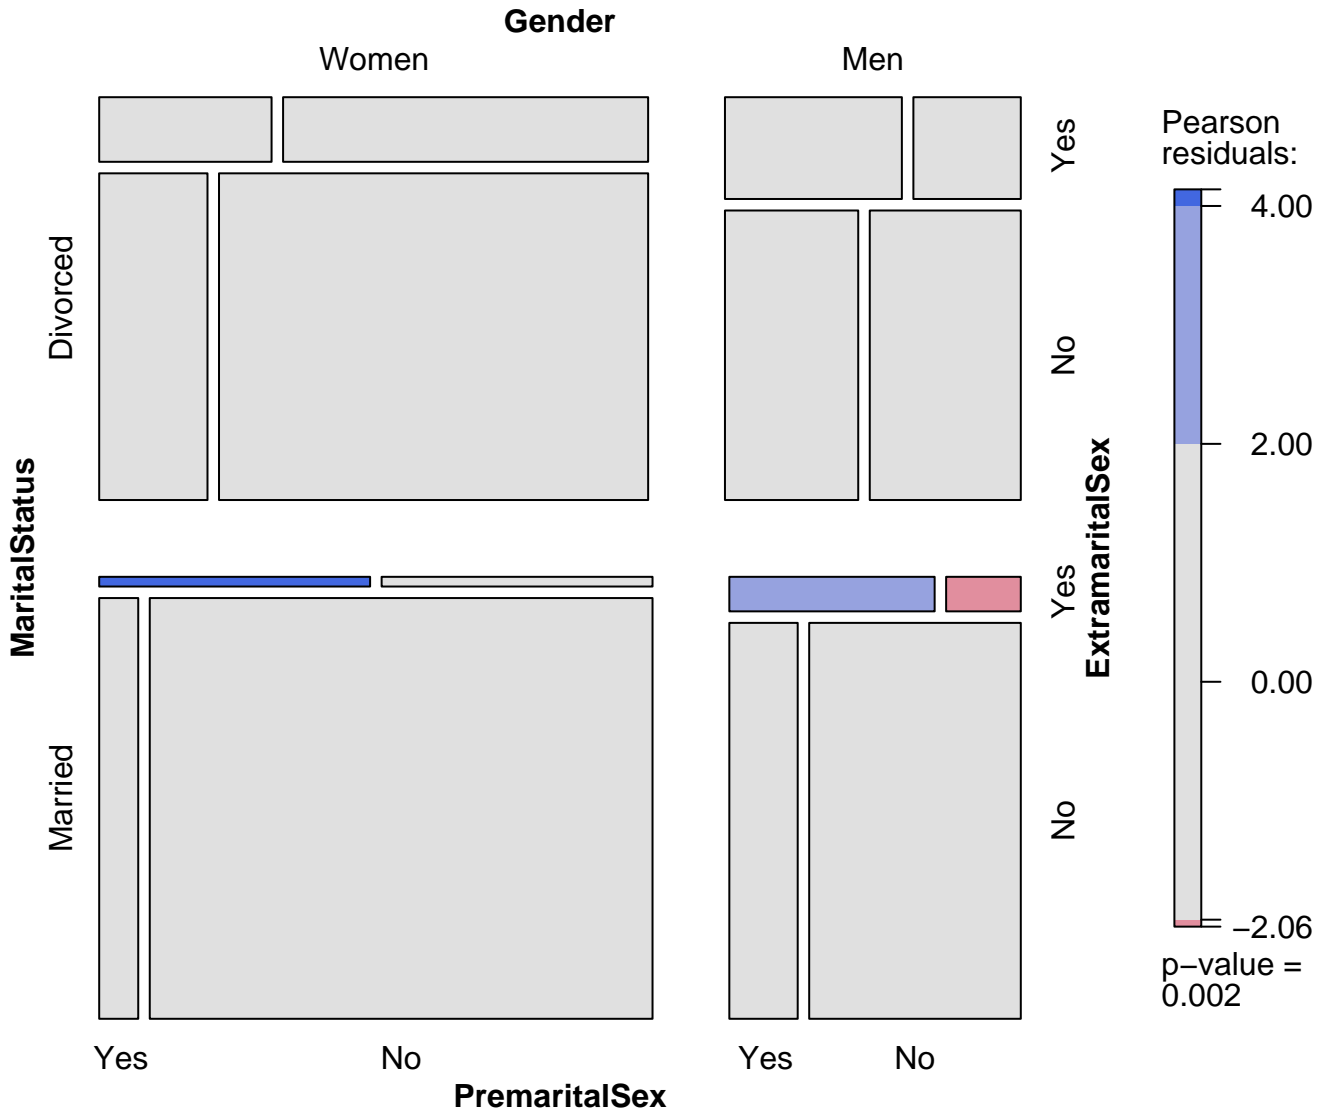 Gender
Women
Men
MaritalStatus
Divorced
Married
Yes
No
Yes
No
ExtramaritalSex
Yes
No
Yes
No
PremaritalSex
Pearson
residuals:
4.00
2.00
0.00
−2.06
p−value =
0.002